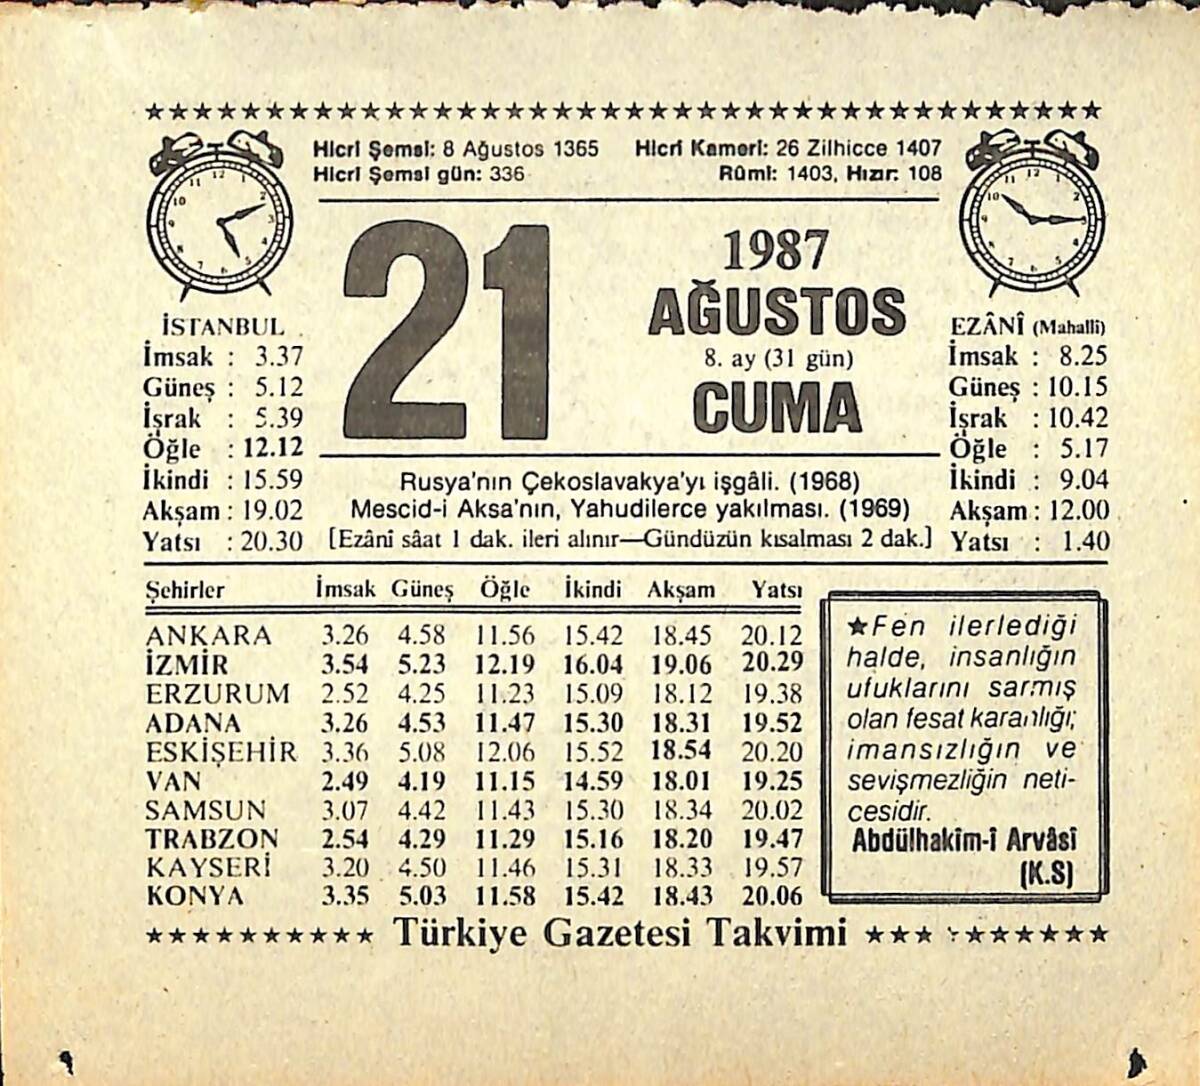 Hicrî Şemsî: 8 Ağustos 1365 Hicrî Kamerî: 26 Zilhicce 1407
Hicrî Şemsî gün: 336 Rûmî: 1403, Hızır: 108
21
1987
AĞUSTOS
8. ay (31 gün)
CUMA
İSTANBUL
İmsak : 3.37
Güneş : 5.12
İşrak : 5.39
Öğle : 12.12
İkindi : 15.59
Akşam : 19.02
Yatsı : 20.30
EZÂNÎ (Mahallî)
İmsak : 8.25
Güneş : 10.15
İşrak : 10.42
Öğle : 5.17
İkindi : 9.04
Akşam : 12.00
Yatsı : 1.40
Rusya'nın Çekoslavakya'yı işgâli. (1968)
Mescid-i Aksa'nın, Yahudilerce yakılması. (1969)
[Ezânî sâat 1 dak. ileri alınır—Gündüzün kısalması 2 dak.]
Şehirler İmsak Güneş Öğle İkindi Akşam Yatsı
ANKARA 3.26 4.58 11.56 15.42 18.45 20.12
İZMİR 3.54 5.23 12.19 16.04 19.06 20.29
ERZURUM 2.52 4.25 11.23 15.09 18.12 19.38
ADANA 3.26 4.53 11.47 15.30 18.31 19.52
ESKİŞEHİR 3.36 5.08 12.06 15.52 18.54 20.20
VAN 2.49 4.19 11.15 14.59 18.01 19.25
SAMSUN 3.07 4.42 11.43 15.30 18.34 20.02
TRABZON 2.54 4.29 11.29 15.16 18.20 19.47
KAYSERİ 3.20 4.50 11.46 15.31 18.33 19.57
KONYA 3.35 5.03 11.58 15.42 18.43 20.06
★Fen ilerlediği
halde, insanlığın
ufuklarını sarmış
olan fesat karanlığı;
imansızlığın ve
sevişmezliğin neti-
cesidir.
Abdülhakîm-î Arvâsî
(K.S)
Türkiye Gazetesi Takvimi